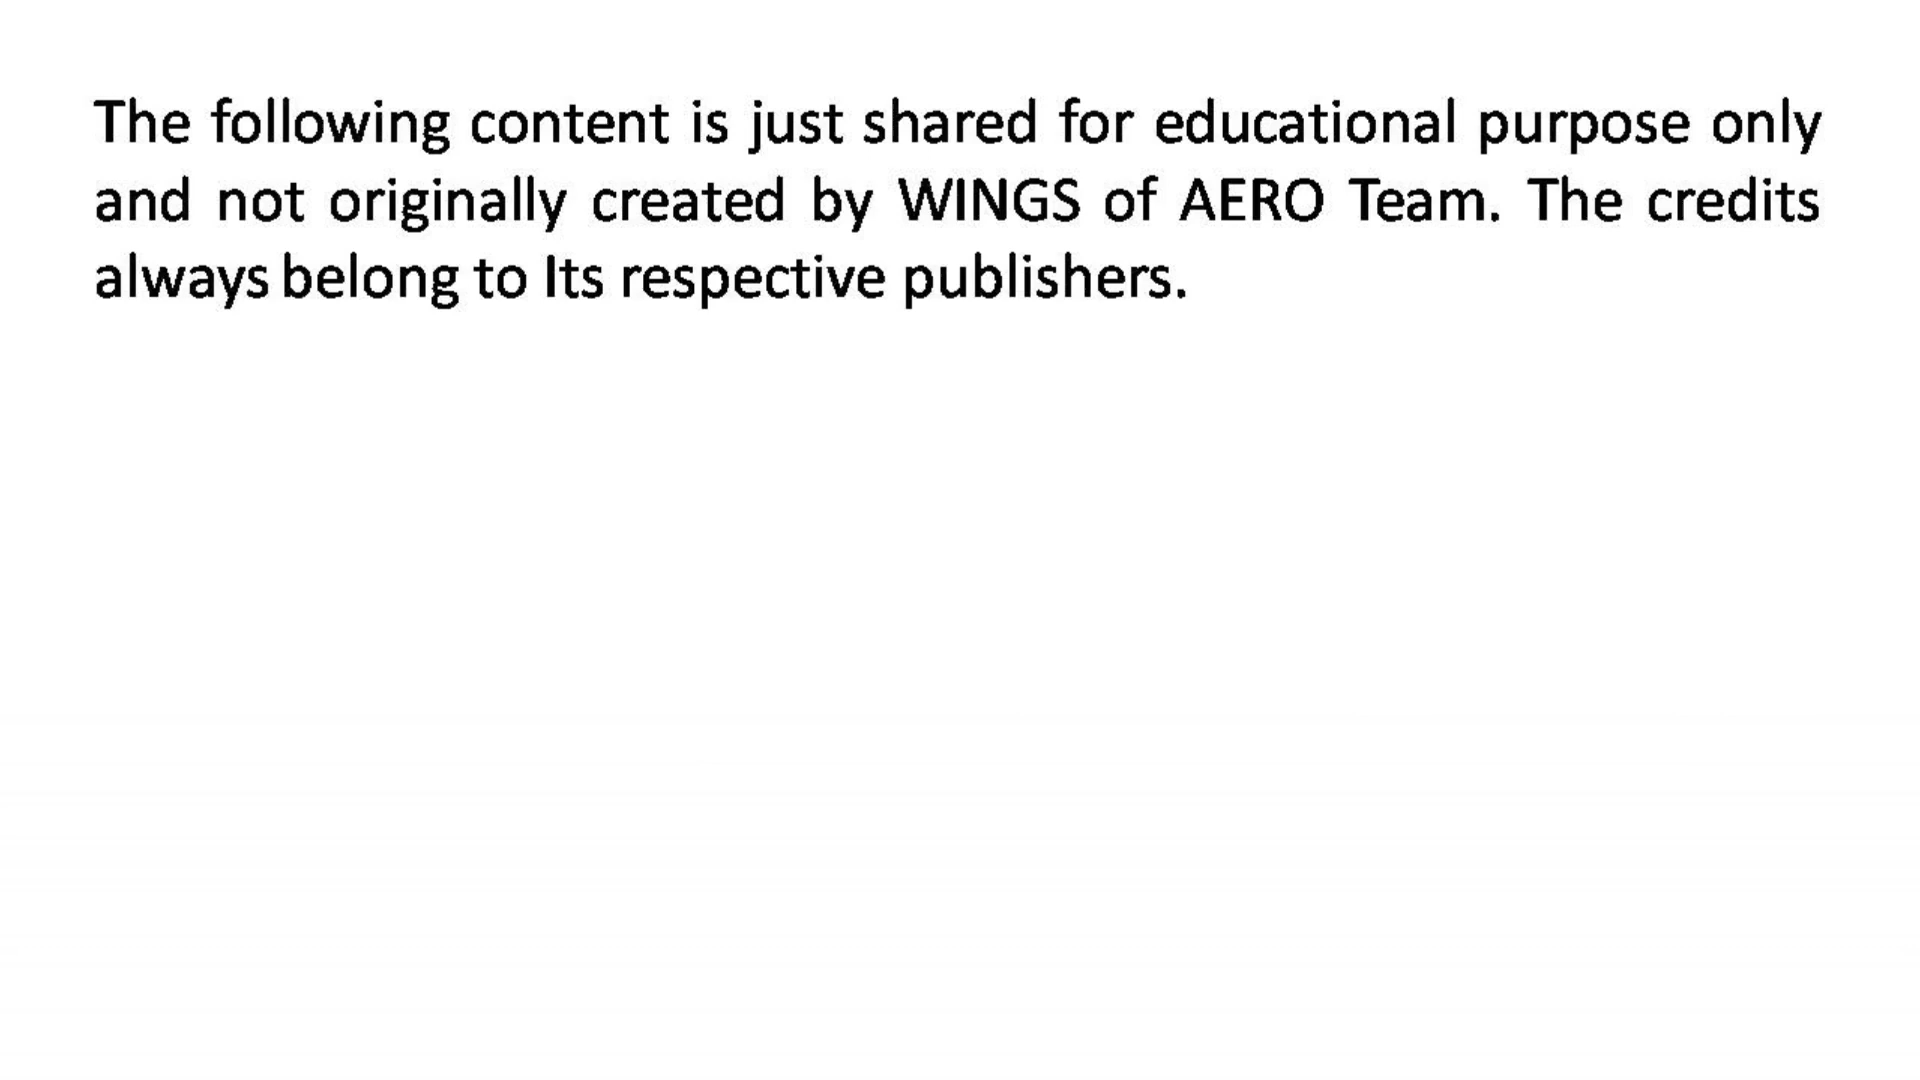 The following content is just shared for educational purpose only
and not originally created by WINGS of AERO Team. The credits
always belong to Its respective publishers.